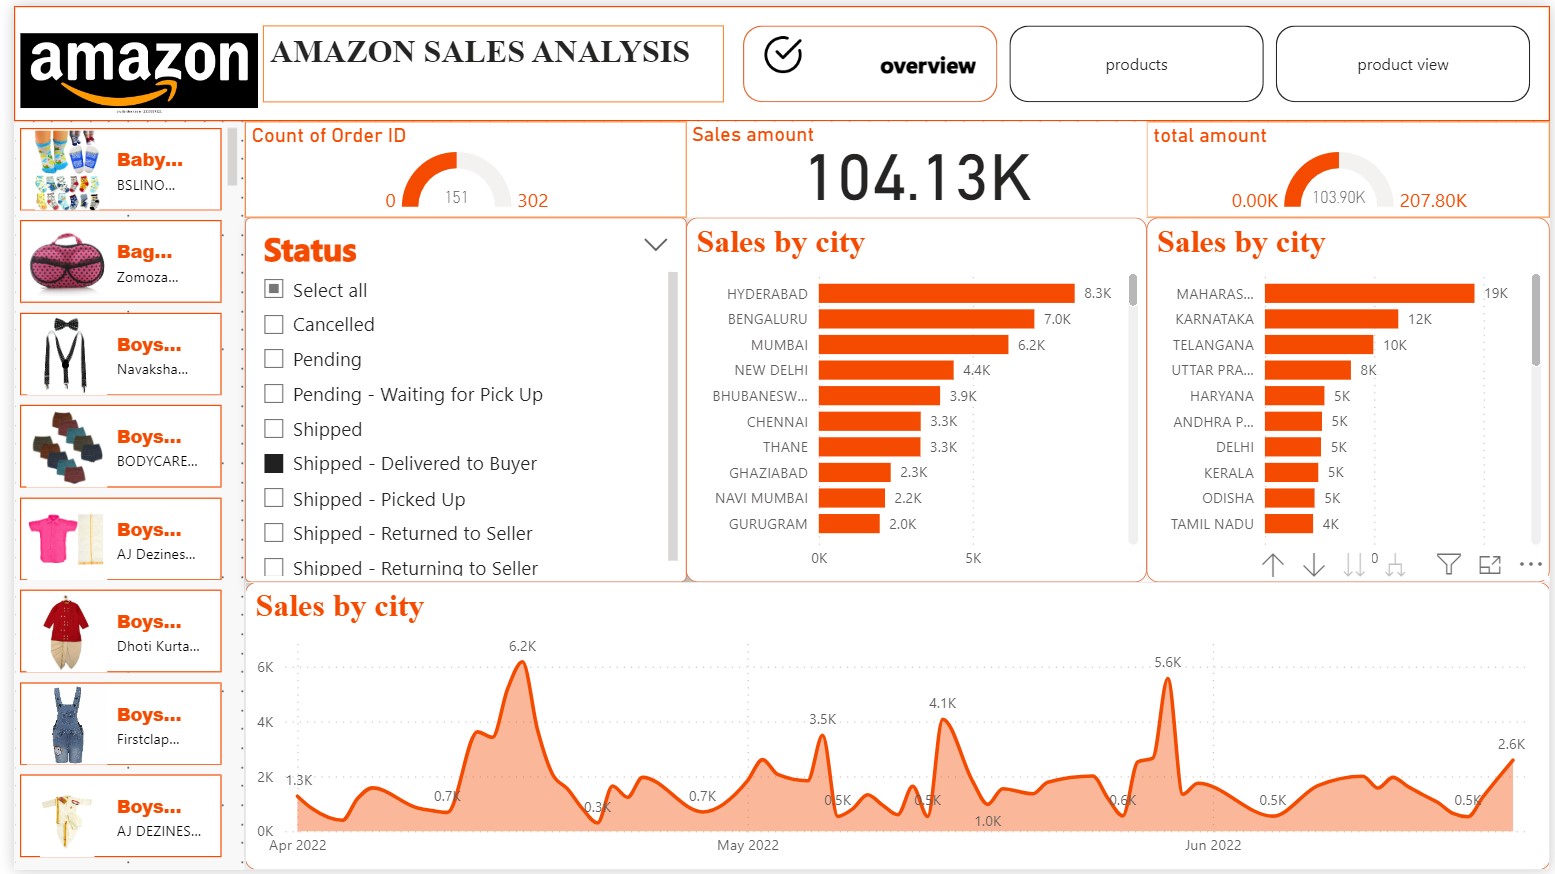 amazon
AMAZON SALES ANALYSIS
overview
products
product view
Baby...
BSLINO...
Bag...
Zomoza...
Boys...
Navaksha...
Boys...
BODYCARE...
Boys...
AJ Dezines...
Boys...
Dhoti Kurta...
Boys...
Firstclap...
Boys...
AJ DEZINES...
Count of Order ID
0
151
302
Sales amount
104.13K
total amount
0.00K
103.90K
207.80K
Status
Select all
Cancelled
Pending
Pending - Waiting for Pick Up
Shipped
Shipped - Delivered to Buyer
Shipped - Picked Up
Shipped - Returned to Seller
Shipped - Returning to Seller
Sales by city
HYDERABAD 8.3K
BENGALURU 7.0K
MUMBAI 6.2K
NEW DELHI 4.4K
BHUBANESW... 3.9K
CHENNAI 3.3K
THANE 3.3K
GHAZIABAD 2.3K
NAVI MUMBAI 2.2K
GURUGRAM 2.0K
0K 5K
Sales by city
MAHARAS... 19K
KARNATAKA 12K
TELANGANA 10K
UTTAR PRA... 8K
HARYANA 5K
ANDHRA P... 5K
DELHI 5K
KERALA 5K
ODISHA 5K
TAMIL NADU 4K
0
Sales by city
6K
4K
2K
0K
1.3K
0.7K
6.2K
0.3K
0.7K
3.5K
0.5K
0.5K
4.1K
1.0K
0.6K
5.6K
0.5K
0.5K
2.6K
Apr 2022
May 2022
Jun 2022